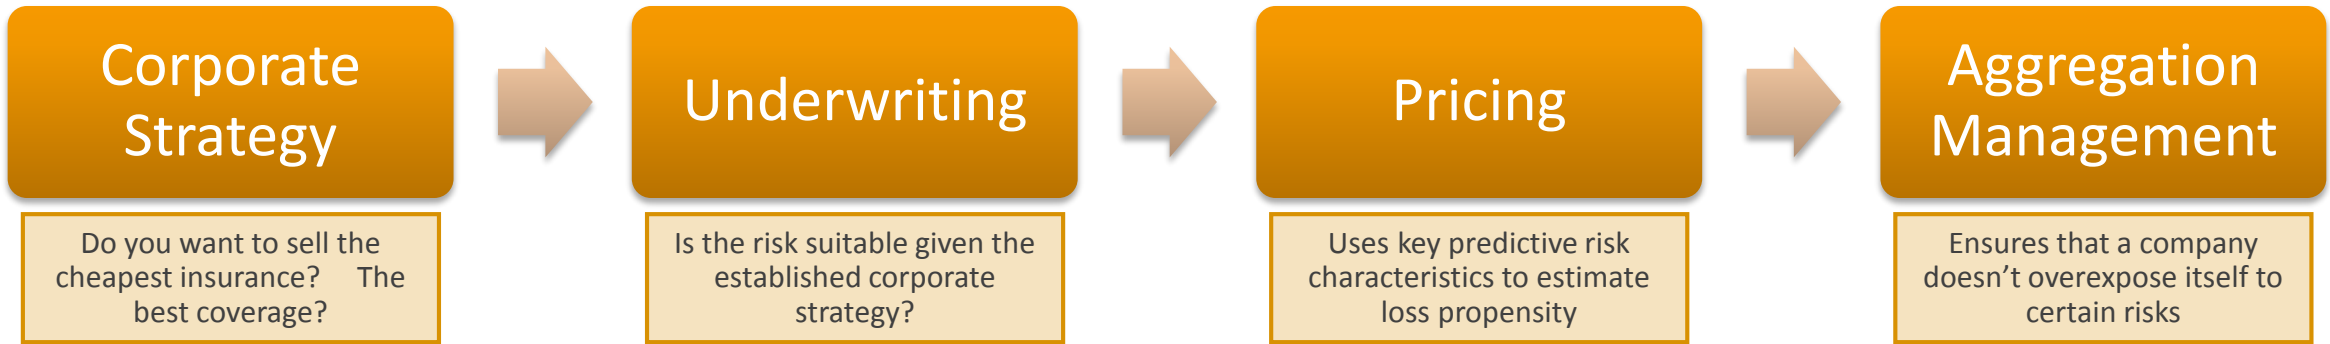 Corporate
Strategy
Do you want to sell the
cheapest insurance? The
best coverage?
Underwriting
Is the risk suitable given the
established corporate
strategy?
Pricing
Uses key predictive risk
characteristics to estimate
loss propensity
Aggregation
Management
Ensures that a company
doesn’t overexpose itself to
certain risks